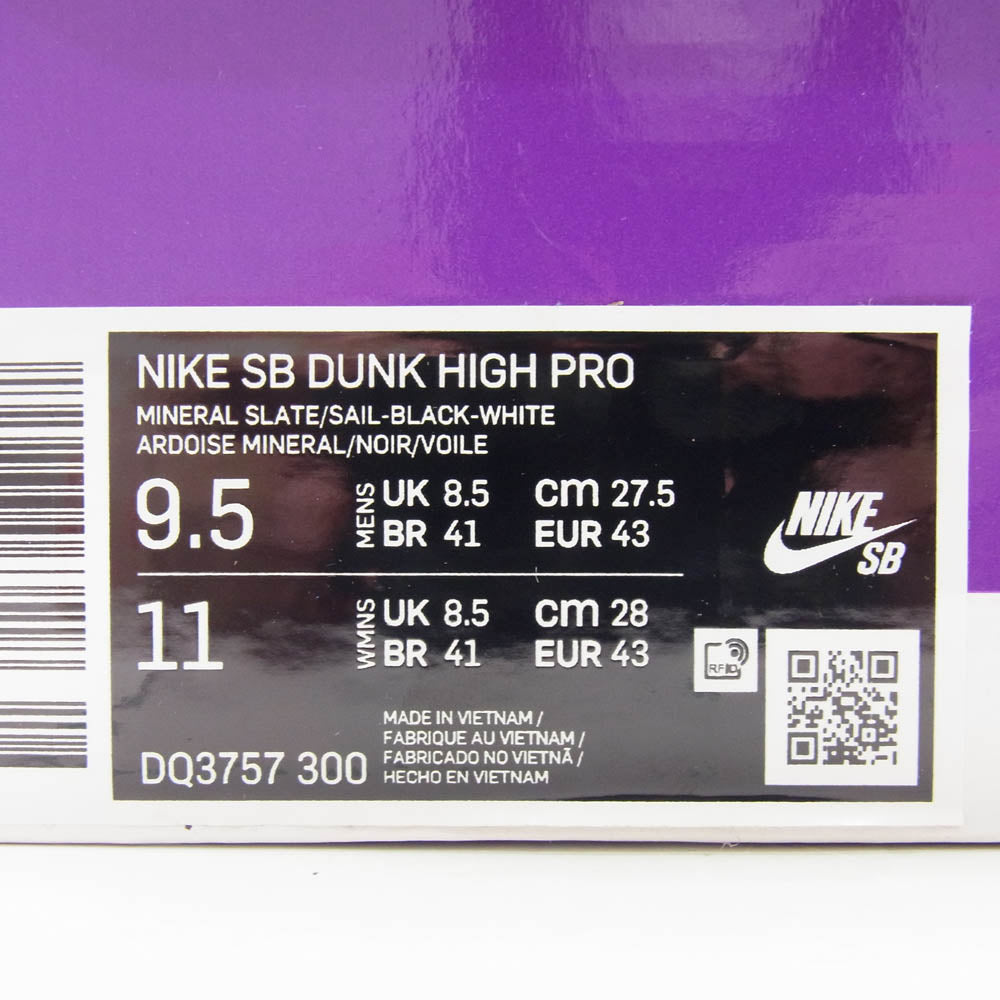 NIKE SB DUNK HIGH PRO
MINERAL SLATE/SAIL-BLACK-WHITE
ARDOISE MINERAL/NOIR/VOILE
9.5 MENS UK 8.5 cm 27.5
BR 41 EUR 43
NIKE
SB
11 WMNS UK 8.5 cm 28
BR 41 EUR 43
RFID
MADE IN VIETNAM /
FABRIQUE AU VIETNAM /
FABRICADO NO VIETNÃ /
HECHO EN VIETNAM
DQ3757 300